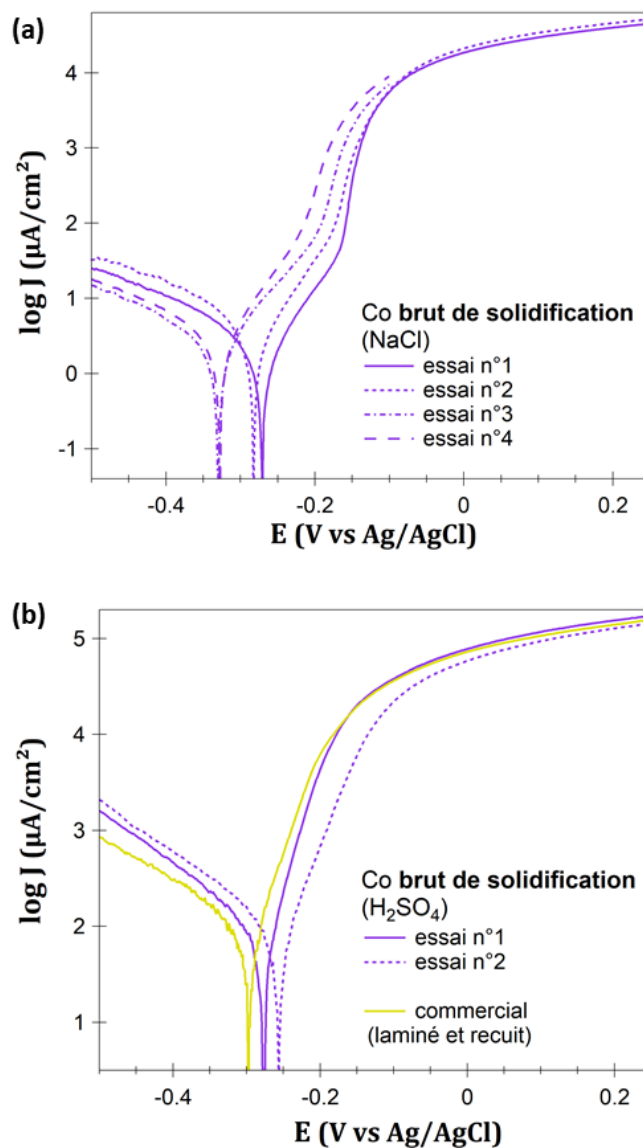 (a)
4
3
2
1
0
-1
log J (µA/cm²)
Co brut de solidification
(NaCl)
essai n°1
essai n°2
essai n°3
essai n°4
-0.4
-0.2
0
0.2
E (V vs Ag/AgCl)
(b)
5
4
3
2
1
log J (µA/cm²)
Co brut de solidification
(H₂SO₄)
essai n°1
essai n°2
commercial
(laminé et recuit)
-0.4
-0.2
0
0.2
E (V vs Ag/AgCl)